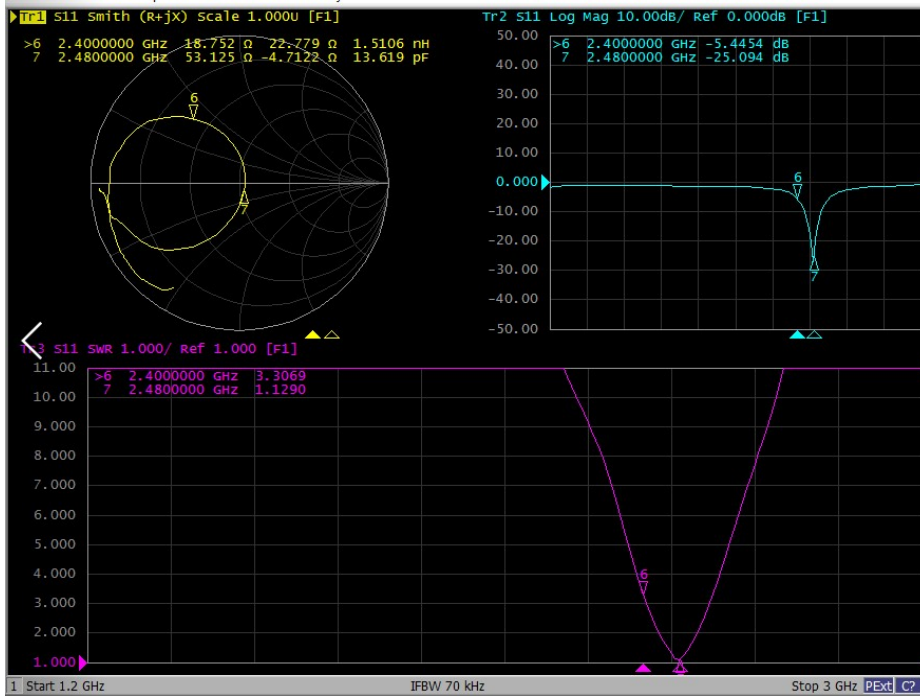 Tr1 S11 Smith (R+jX) Scale 1.000U [F1]
>6 2.4000000 GHz 18.752 Ω 22.779 Ω 1.5106 nH
7 2.4800000 GHz 53.125 Ω -4.7122 Ω 13.619 pF
6
7
Tr2 S11 Log Mag 10.00dB/ Ref 0.000dB [F1]
50.00
>6 2.4000000 GHz -5.4454 dB
7 2.4800000 GHz -25.094 dB
40.00
30.00
20.00
10.00
0.000
6
-10.00
-20.00
-30.00
7
-40.00
-50.00
Tr3 S11 SWR 1.000/ Ref 1.000 [F1]
11.00
>6 2.4000000 GHz 3.3069
7 2.4800000 GHz 1.1290
10.00
9.000
8.000
7.000
6.000
5.000
4.000
6
3.000
2.000
1.000
1 Start 1.2 GHz IFBW 70 kHz Stop 3 GHz PExt C?